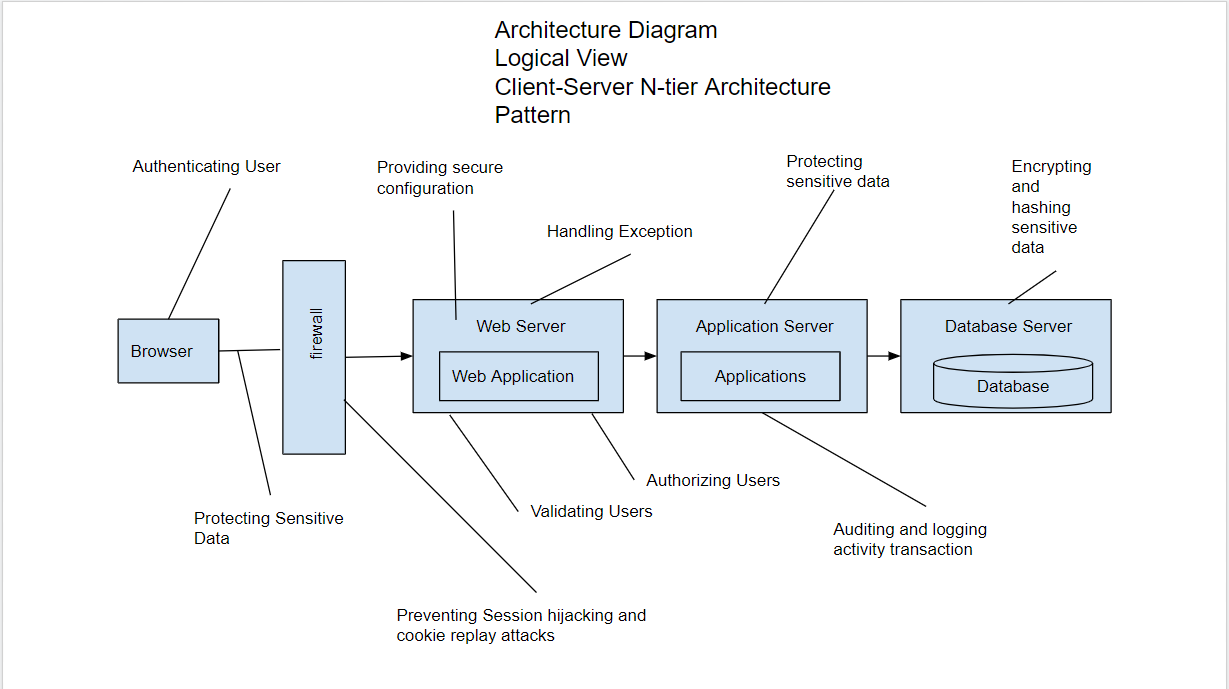 Architecture Diagram
Logical View
Client-Server N-tier Architecture
Pattern
Authenticating User
Providing secure
configuration
Handling Exception
Protecting
sensitive data
Encrypting
and
hashing
sensitive
data
Browser
firewall
Web Server
Web Application
Application Server
Applications
Database Server
Database
Protecting Sensitive
Data
Validating Users
Authorizing Users
Auditing and logging
activity transaction
Preventing Session hijacking and
cookie replay attacks